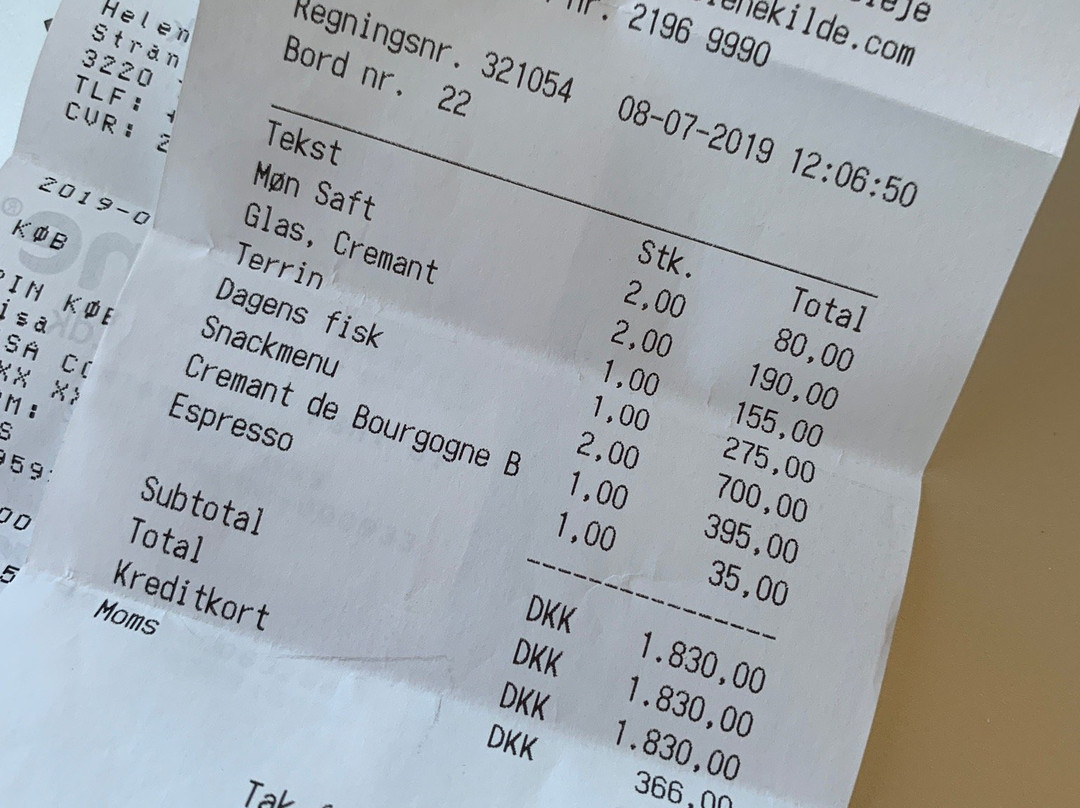 nekilde.com
nr. 2196 9990
Regningsnr. 321054 08-07-2019 12:06:50
Bord nr. 22
Tekst Stk. Total
Møn Saft 2,00 80,00
Glas, Cremant 2,00 190,00
Terrin 1,00 155,00
Dagens fisk 1,00 275,00
Snackmenu 2,00 700,00
Cremant de Bourgogne B 1,00 395,00
Espresso 1,00 35,00
Subtotal DKK 1.830,00
Total DKK 1.830,00
Kreditkort DKK 1.830,00
Moms DKK 366,00
Tak
Helen
Stran
3220
TLF: +
CVR: 2
2019-0
KØB